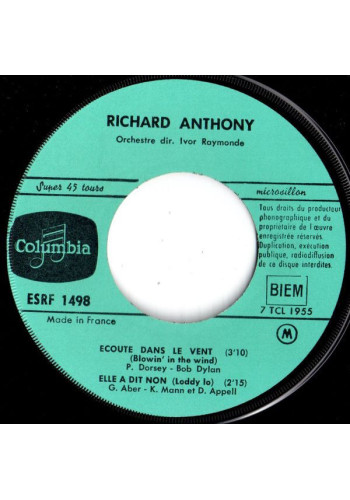 RICHARD ANTHONY
Orchestre dir. Ivor Raymonde
Super 45 tours
microsillon
Columbia
ESRF 1498
Made in France
Tous droits du producteur
phonographique et du
propriétaire de l'œuvre
enregistrée réservés.
Duplication, exécution
publique, radiodiffusion
de ce disque interdites.
BIEM
7 TCL 1955
M
ECOUTE DANS LE VENT (3'10)
(Blowin' in the wind)
P. Dorsey - Bob Dylan
ELLE A DIT NON (Loddy lo) (2'15)
G. Aber - K. Mann et D. Appell